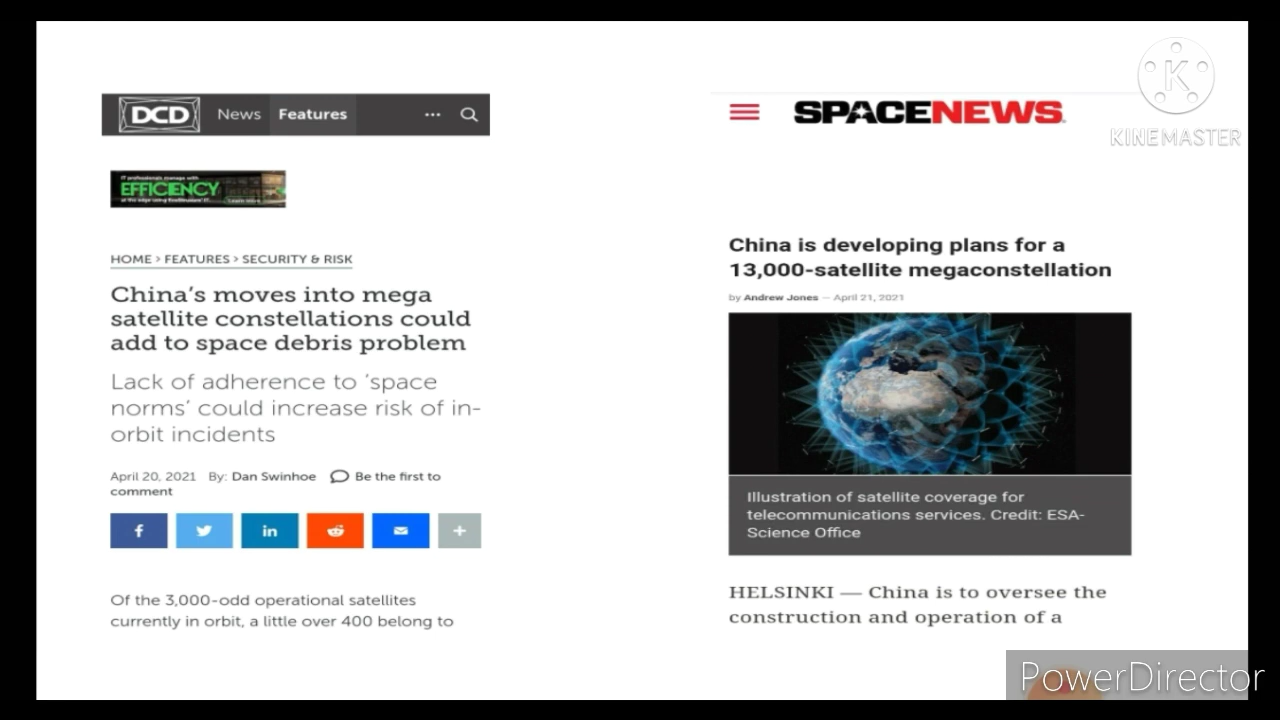 DCD News Features ...
IT professionals manage with
EFFICIENCY
HOME > FEATURES > SECURITY & RISK
China's moves into mega
satellite constellations could
add to space debris problem
Lack of adherence to 'space
norms' could increase risk of in-
orbit incidents
April 20, 2021 By: Dan Swinhoe Be the first to
comment
f in +
Of the 3,000-odd operational satellites
currently in orbit, a little over 400 belong to
SPACENEWS
K
KINEMASTER
China is developing plans for a
13,000-satellite megaconstellation
by Andrew Jones — April 21, 2021
Illustration of satellite coverage for
telecommunications services. Credit: ESA-
Science Office
HELSINKI — China is to oversee the
construction and operation of a
PowerDirector